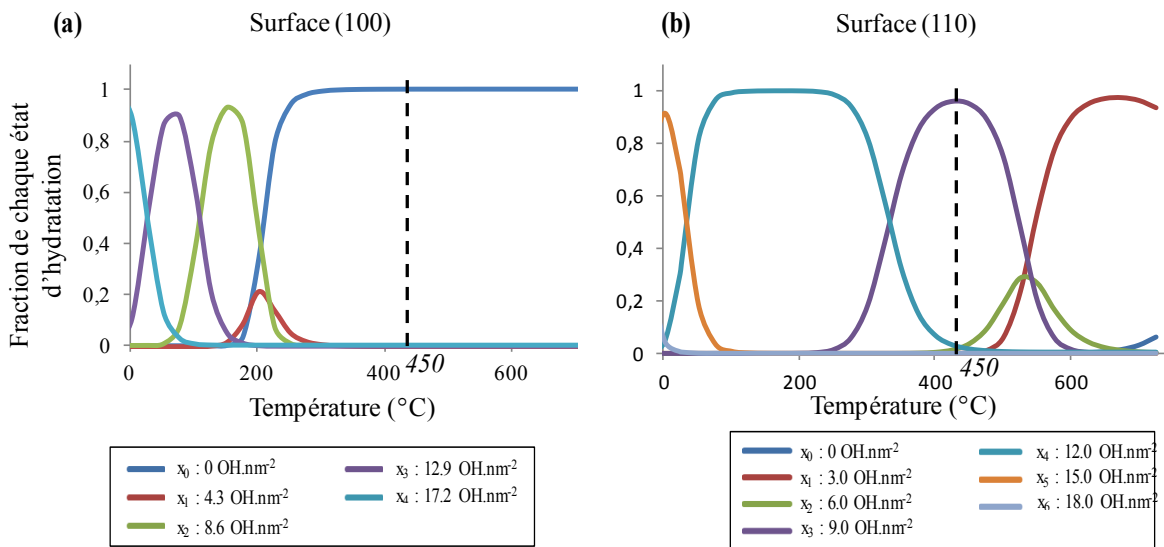 (a)
Surface (100)
Fraction de chaque état
d’hydratation
1
0,8
0,6
0,4
0,2
0
0
200
400
450
600
Température (°C)
x₀ : 0 OH.nm⁻²
x₁ : 4.3 OH.nm⁻²
x₂ : 8.6 OH.nm⁻²
x₃ : 12.9 OH.nm⁻²
x₄ : 17.2 OH.nm⁻²
(b)
Surface (110)
1
0,8
0,6
0,4
0,2
0
0
200
400
450
600
Température (°C)
x₀ : 0 OH.nm⁻²
x₁ : 3.0 OH.nm⁻²
x₂ : 6.0 OH.nm⁻²
x₃ : 9.0 OH.nm⁻²
x₄ : 12.0 OH.nm⁻²
x₅ : 15.0 OH.nm⁻²
x₆ : 18.0 OH.nm⁻²